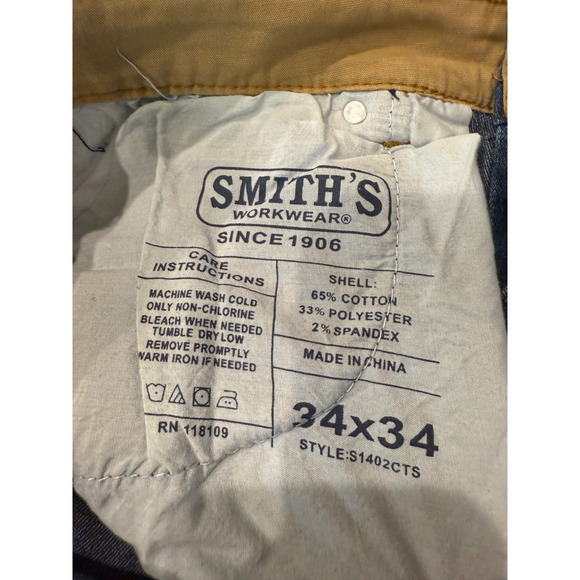 SMITH'S
WORKWEAR®
SINCE 1906
CARE
INSTRUCTIONS
MACHINE WASH COLD
ONLY NON-CHLORINE
BLEACH WHEN NEEDED
TUMBLE DRY LOW
REMOVE PROMPTLY
WARM IRON IF NEEDED
RN 118109
SHELL:
65% COTTON
33% POLYESTER
2% SPANDEX
MADE IN CHINA
34x34
STYLE:S1402CTS